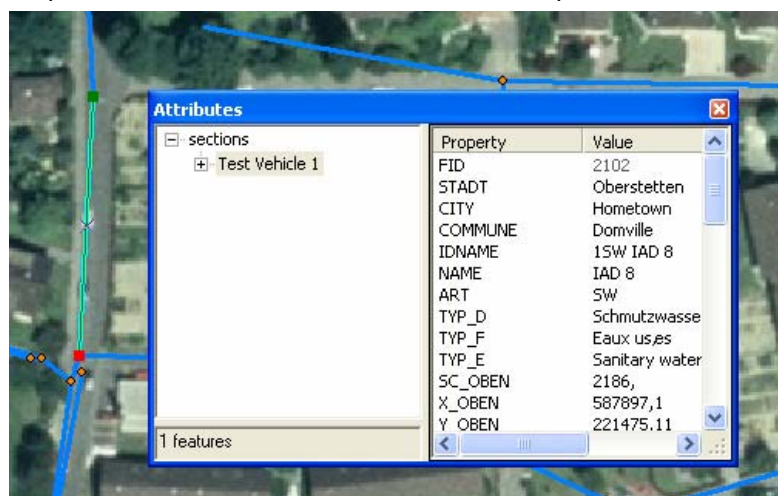 Attributes
sections
Test Vehicle 1
1 features
Property Value
FID 2102
STADT Oberstetten
CITY Hometown
COMMUNE Domville
IDNAME 1SW IAD 8
NAME IAD 8
ART SW
TYP_D Schmutzwasse
TYP_F Eaux us,es
TYP_E Sanitary water
SC_OBEN 2186,
X_OBEN 587897,1
Y_OBEN 221475.11